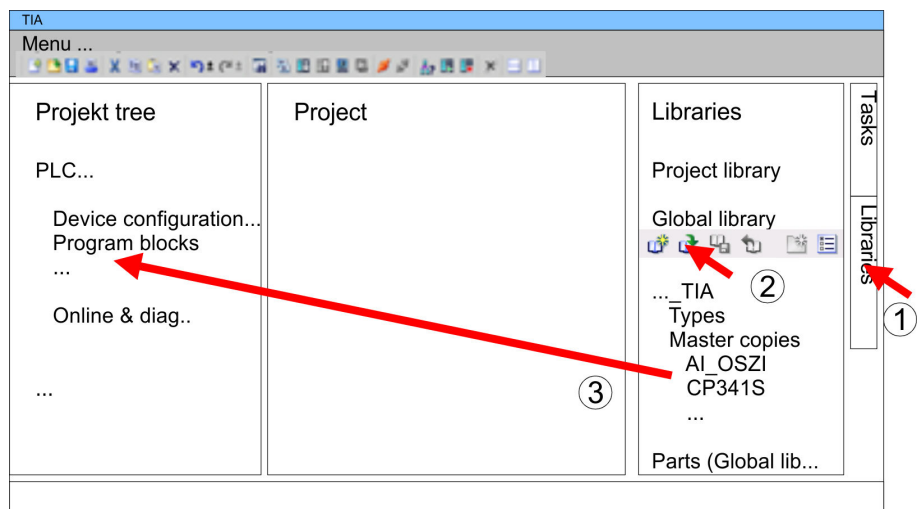 TIA
Menu ...
Projekt tree
PLC...
Device configuration...
Program blocks
...
Online & diag..
...
Project
③
Libraries
Project library
Global library
②
..._TIA
Types
Master copies
AI_OSZI
CP341S
...
Parts (Global lib...
Tasks
Libraries
①